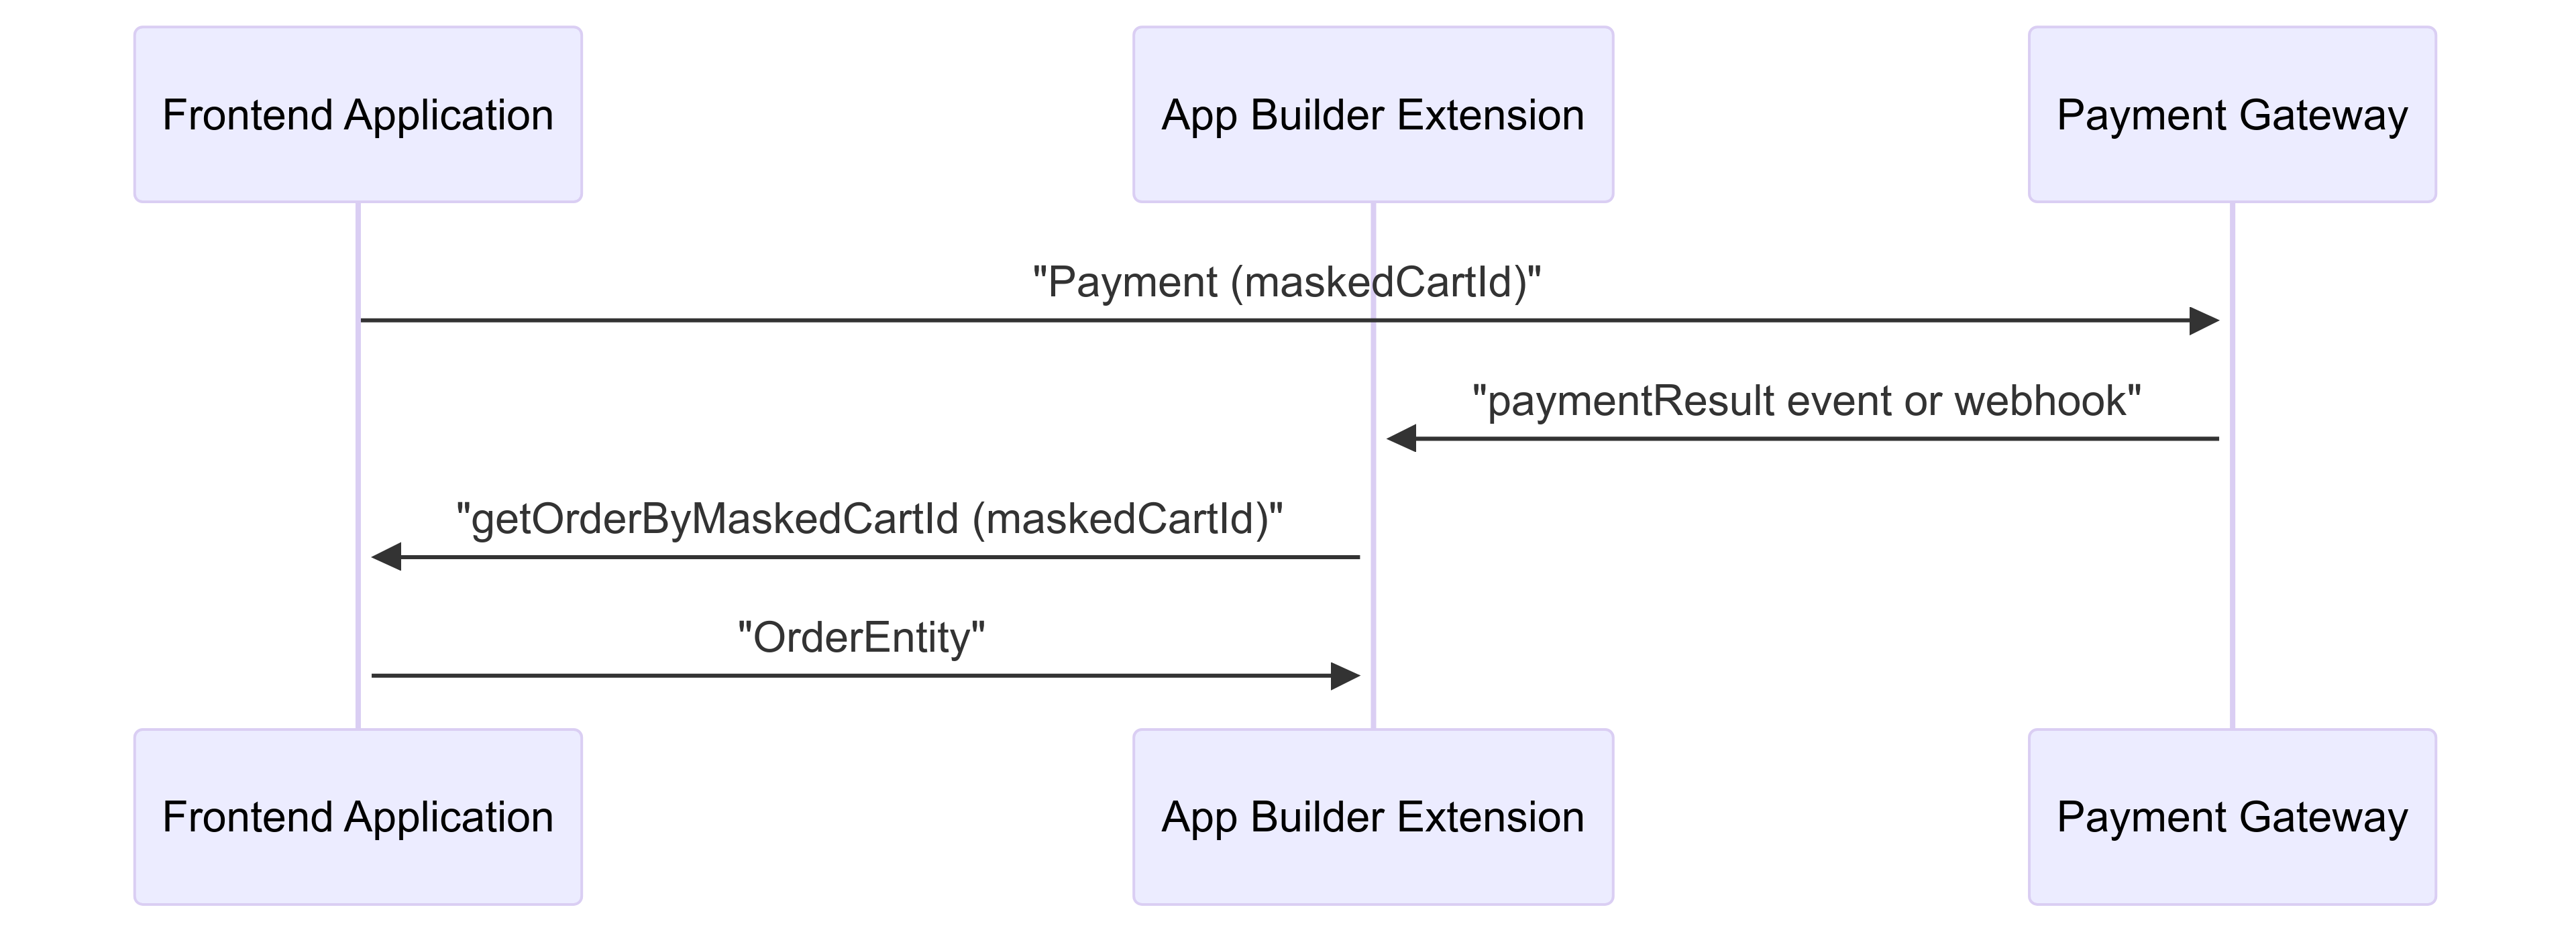 Frontend Application
App Builder Extension
Payment Gateway
"Payment (maskedCartId)"
"paymentResult event or webhook"
"getOrderByMaskedCartId (maskedCartId)"
"OrderEntity"
Frontend Application
App Builder Extension
Payment Gateway